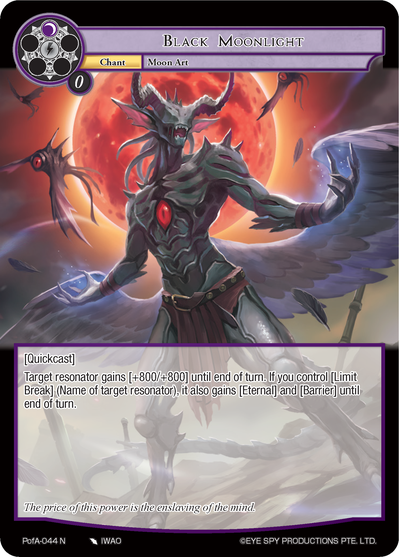 Black Moonlight
Chant Moon Art
0
[Quickcast]
Target resonator gains [+800/+800] until end of turn. If you control [Limit
Break] (Name of target resonator), it also gains [Eternal] and [Barrier] until
end of turn.
The price of this power is the enslaving of the mind.
PofA-044 N IWAO ©EYE SPY PRODUCTIONS PTE. LTD.